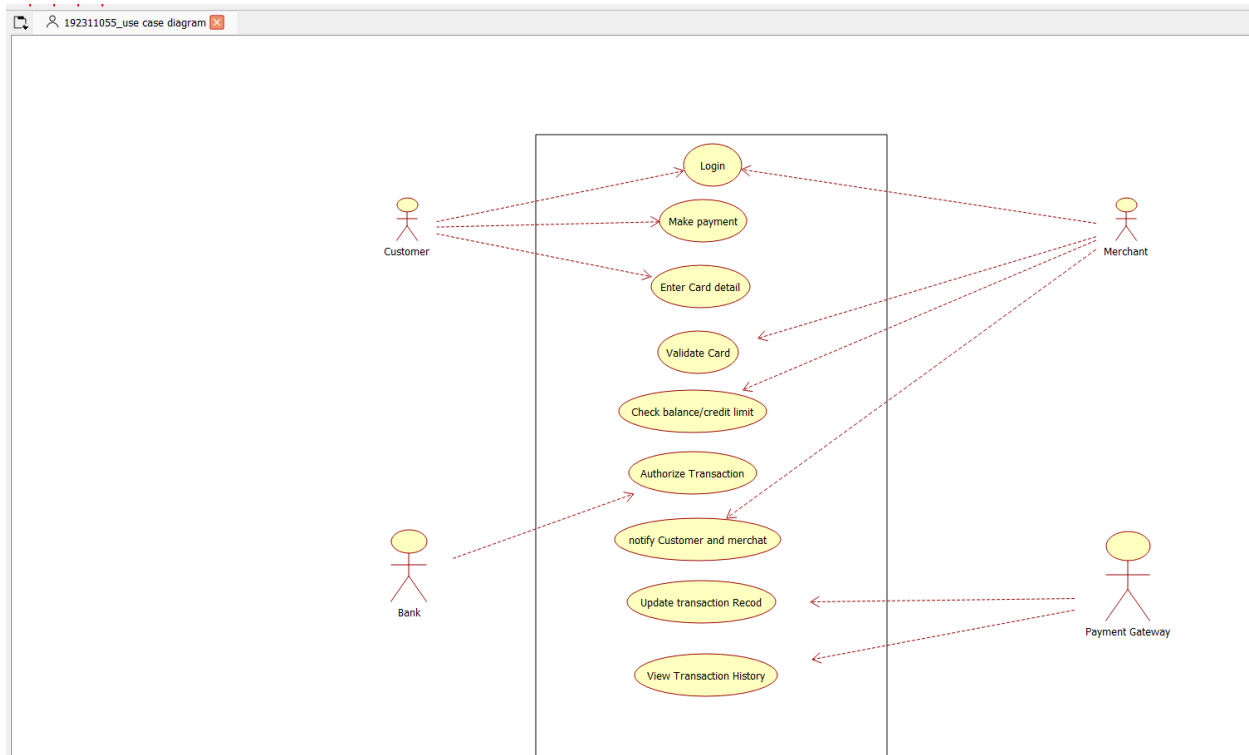 192311055_use case diagram
Login
Make payment
Customer
Merchant
Enter Card detail
Validate Card
Check balance/credit limit
Authorize Transaction
notify Customer and merchat
Bank
Update transaction Recod
Payment Gateway
View Transaction History